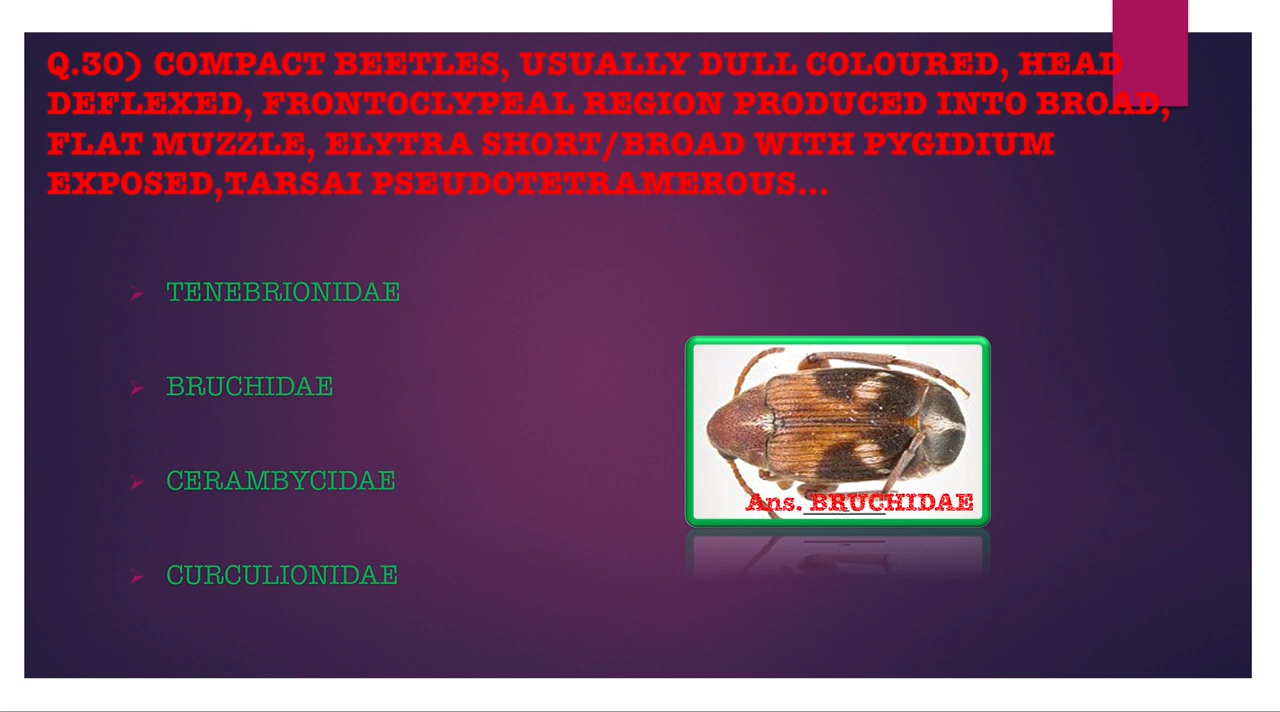 Q.30) COMPACT BEETLES, USUALLY DULL COLOURED, HEAD
DEFLEXED, FRONTOCLYPEAL REGION PRODUCED INTO BROAD,
FLAT MUZZLE, ELYTRA SHORT/BROAD WITH PYGIDIUM
EXPOSED,TARSAI PSEUDOTETRAMEROUS...
TENEBRIONIDAE
BRUCHIDAE
CERAMBYCIDAE
CURCULIONIDAE
Ans. BRUCHIDAE